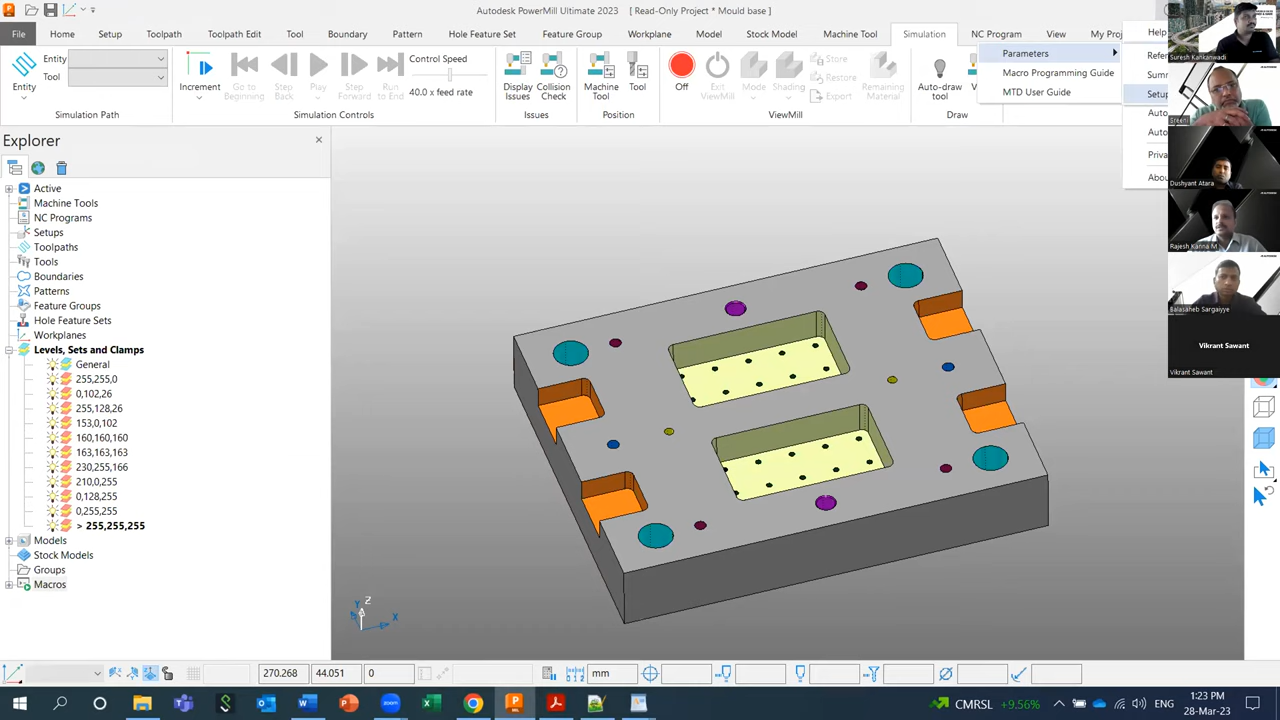 Autodesk PowerMill Ultimate 2023 [ Read-Only Project * Mould base ]
File Home Setup Toolpath Toolpath Edit Tool Boundary Pattern Hole Feature Set Feature Group Workplane Model Stock Model Machine Tool Simulation NC Program View My Proj Help
Parameters
Macro Programming Guide
MTD User Guide
Setup
Entity
Entity
Tool
Simulation Path
Increment
Go to Beginning
Step Back
Play
Step Forward
Run to End
Control Speed
40.0 x feed rate
Simulation Controls
Display Issues
Collision Check
Issues
Machine Tool
Tool
Position
Off
Exit ViewMill
Mode
Shading
Store
Restore
Export
Remaining Material
ViewMill
Auto-draw tool
Draw
Explorer
Active
Machine Tools
NC Programs
Setups
Toolpaths
Tools
Boundaries
Patterns
Feature Groups
Hole Feature Sets
Workplanes
Levels, Sets and Clamps
General
255,255,0
0,102,26
255,128,26
153,0,102
160,160,160
163,163,163
230,255,166
210,0,255
0,128,255
0,255,255
> 255,255,255
Models
Stock Models
Groups
Macros
Suresh Kankanwadi
Sreeni
Dushyant Atara
Rajesh Kanna M
Balasaheb Sargaiyye
Vikrant Sawant
Vikrant Sawant
Z
Y
X
270.268 44.051 0 mm
CMRSL +9.56% ENG 1:23 PM
28-Mar-23